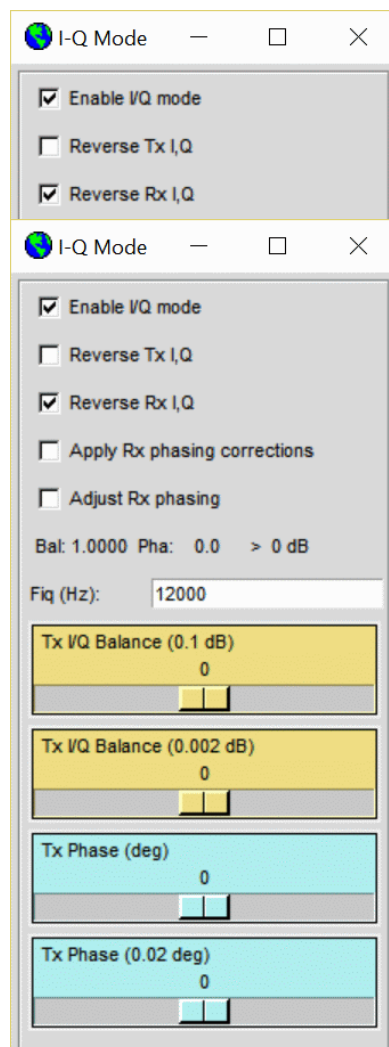 I-Q Mode
Enable I/Q mode
Reverse Tx I,Q
Reverse Rx I,Q
I-Q Mode
Enable I/Q mode
Reverse Tx I,Q
Reverse Rx I,Q
Apply Rx phasing corrections
Adjust Rx phasing
Bal: 1.0000 Pha: 0.0 > 0 dB
Fiq (Hz): 12000
Tx I/Q Balance (0.1 dB)
0
Tx I/Q Balance (0.002 dB)
0
Tx Phase (deg)
0
Tx Phase (0.02 deg)
0